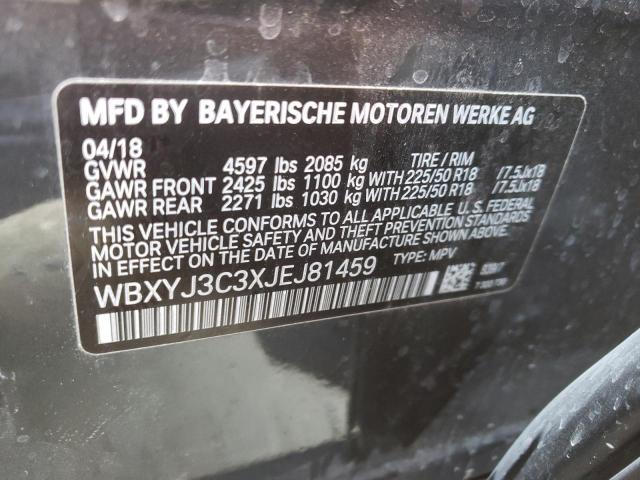 MFD BY BAYERISCHE MOTOREN WERKE AG
04/18
GVWR 4597 lbs 2085 kg TIRE / RIM
GAWR FRONT 2425 lbs 1100 kg WITH 225/50 R18 /7.5Jx18
GAWR REAR 2271 lbs 1030 kg WITH 225/50 R18 /7.5Jx18
THIS VEHICLE CONFORMS TO ALL APPLICABLE U.S. FEDERAL
MOTOR VEHICLE SAFETY AND THEFT PREVENTION STANDARDS
IN EFFECT ON THE DATE OF MANUFACTURE SHOWN ABOVE.
WBXYJ3C3XJEJ81459 TYPE: MPV